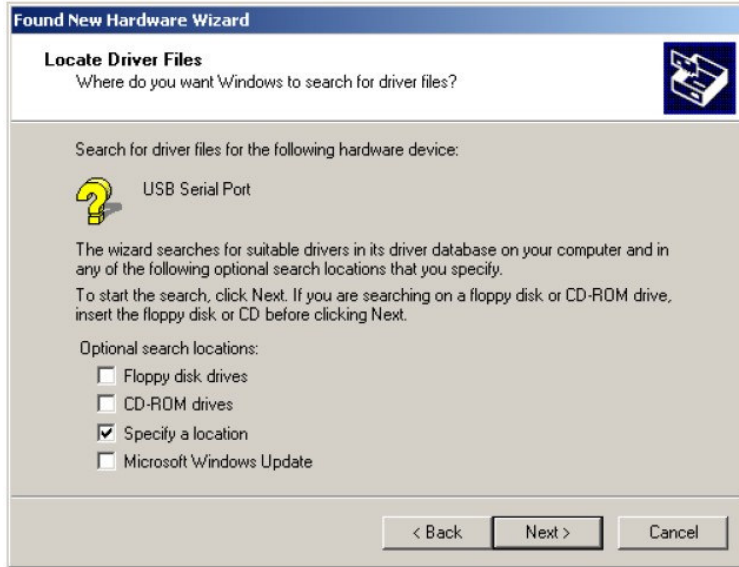 Found New Hardware Wizard
Locate Driver Files
Where do you want Windows to search for driver files?
Search for driver files for the following hardware device:
USB Serial Port
The wizard searches for suitable drivers in its driver database on your computer and in
any of the following optional search locations that you specify.
To start the search, click Next. If you are searching on a floppy disk or CD-ROM drive,
insert the floppy disk or CD before clicking Next.
Optional search locations:
Floppy disk drives
CD-ROM drives
Specify a location
Microsoft Windows Update
< Back Next > Cancel